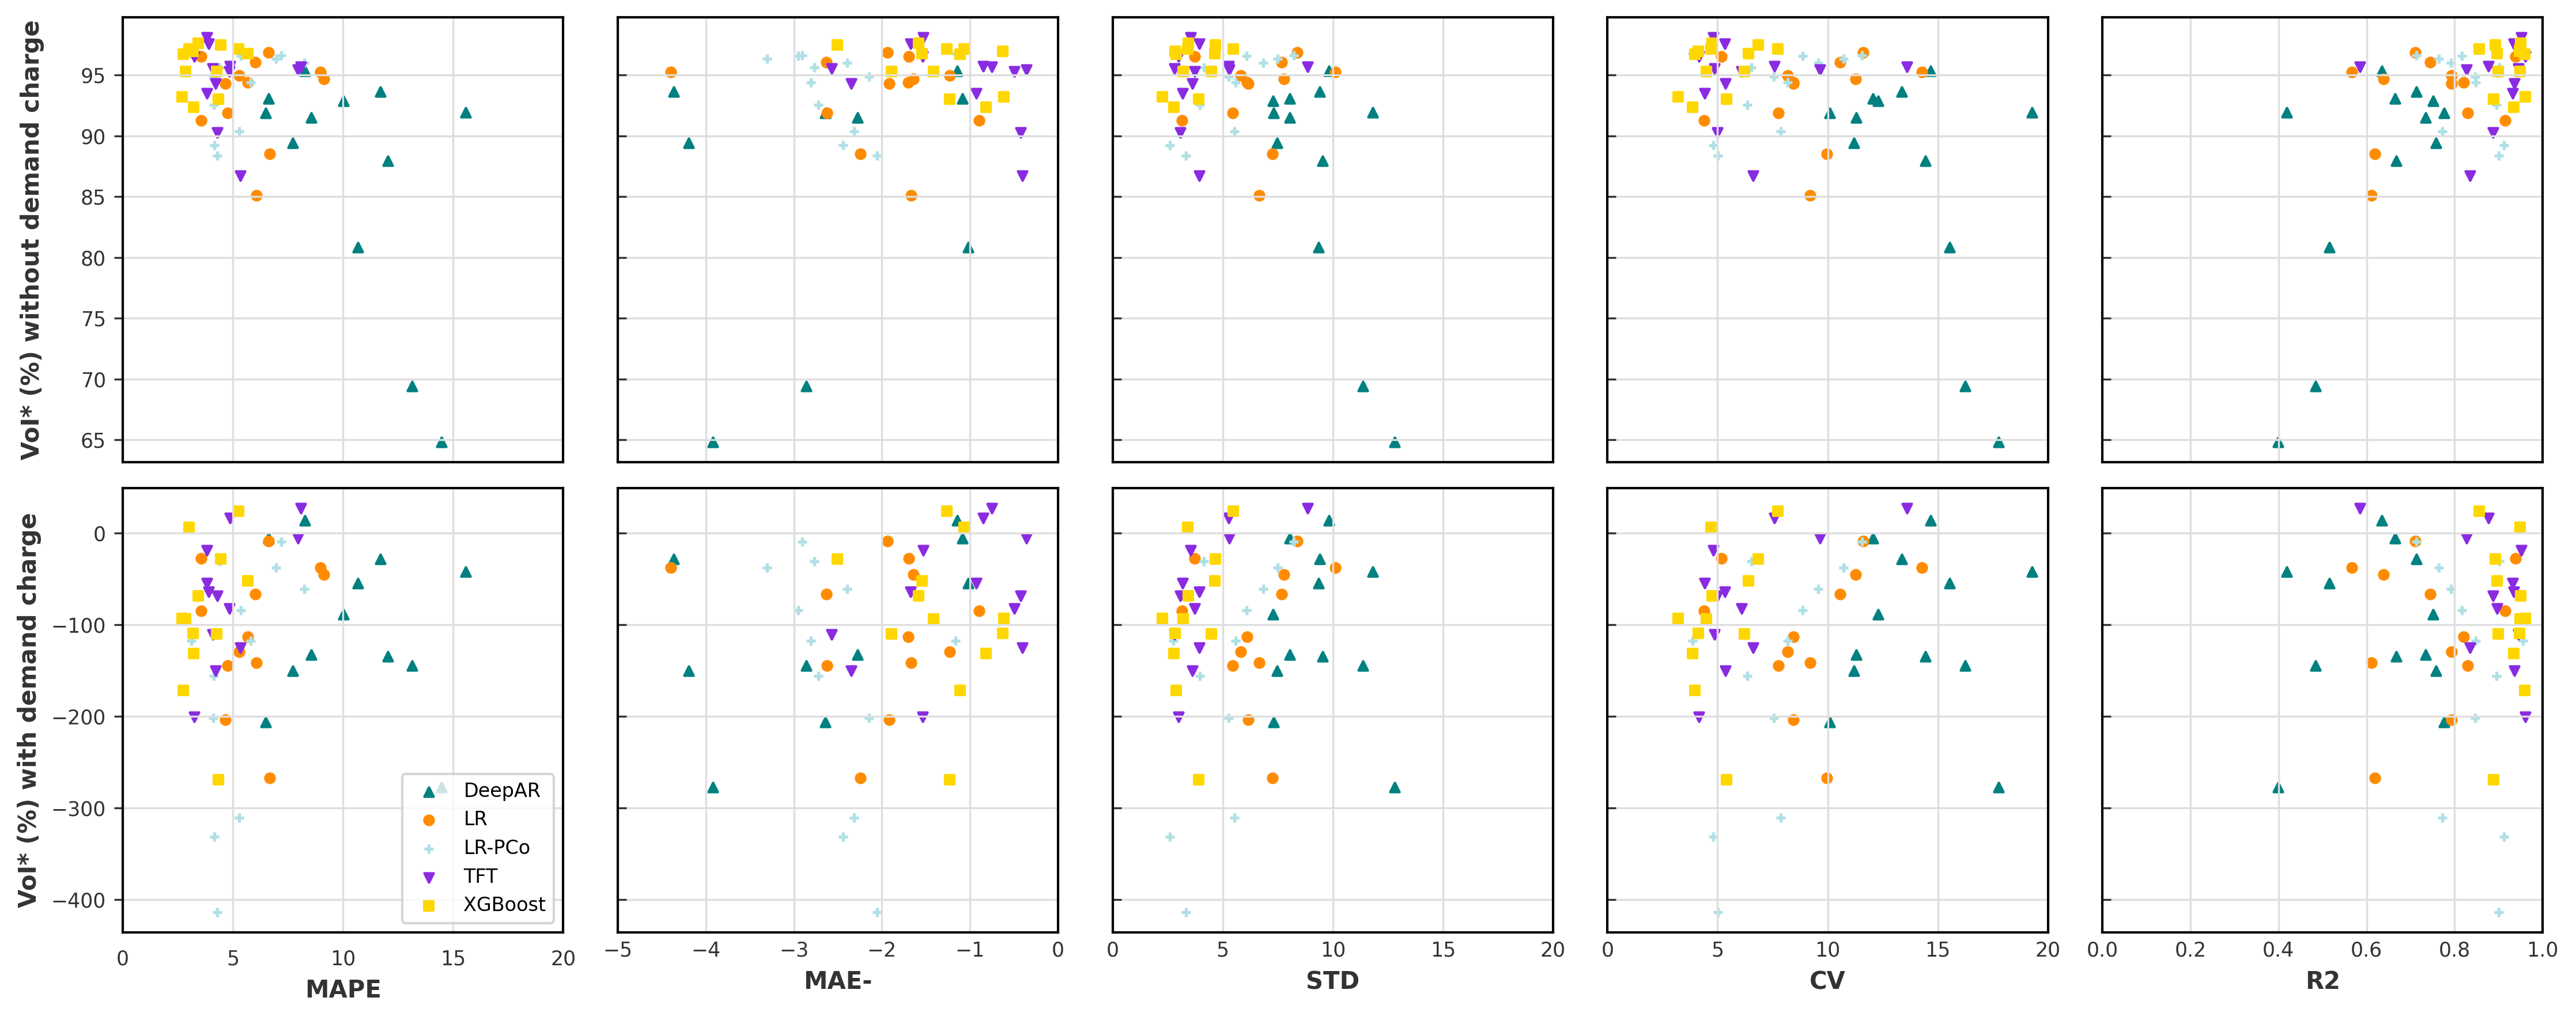 Vol* (%) without demand charge
95
90
85
80
75
70
65
Vol* (%) with demand charge
0
−100
−200
−300
−400
DeepAR
LR
LR-PCo
TFT
XGBoost
0 5 10 15 20
−5 −4 −3 −2 −1 0
0 5 10 15 20
0 5 10 15 20
0.0 0.2 0.4 0.6 0.8 1.0
MAPE
MAE-
STD
CV
R2